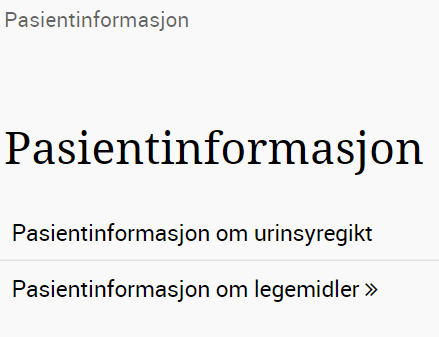 Pasientinformasjon
Pasientinformasjon
Pasientinformasjon om urinsyregikt
Pasientinformasjon om legemidler »